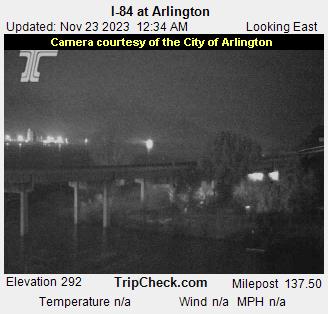 I-84 at Arlington
Updated: Nov 23 2023 12:34 AM Looking East
Camera courtesy of the City of Arlington
Elevation 292 TripCheck.com Milepost 137.50
Temperature n/a Wind n/a MPH n/a